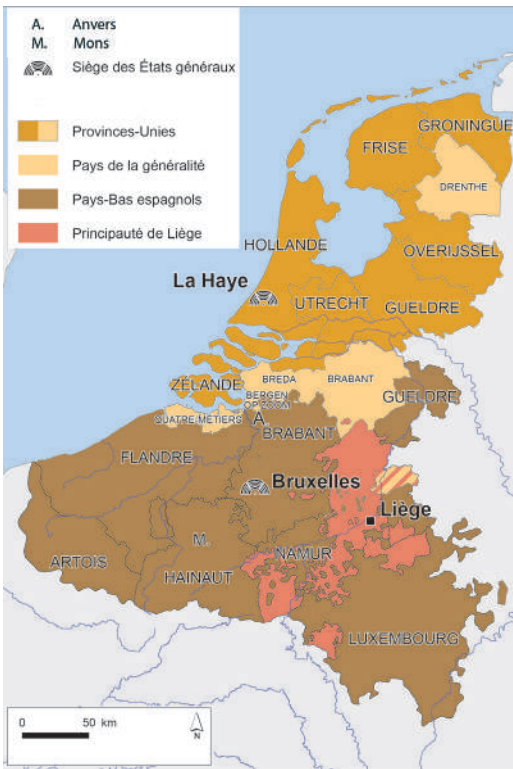 A. Anvers
M. Mons
Siège des États généraux
Provinces-Unies
Pays de la généralité
Pays-Bas espagnols
Principauté de Liège
GRONINGUE
FRISE
DRENTHE
HOLLANDE
OVERIJSSEL
La Haye
UTRECHT
GUELDRE
ZÉLANDE
BREDA
BRABANT
BERGEN
OP ZOOM
GUELDRE
QUATRE-MÉTIERS
A.
BRABANT
FLANDRE
Bruxelles
Liège
M.
NAMUR
ARTOIS
HAINAUT
LUXEMBOURG
0 50 km
N